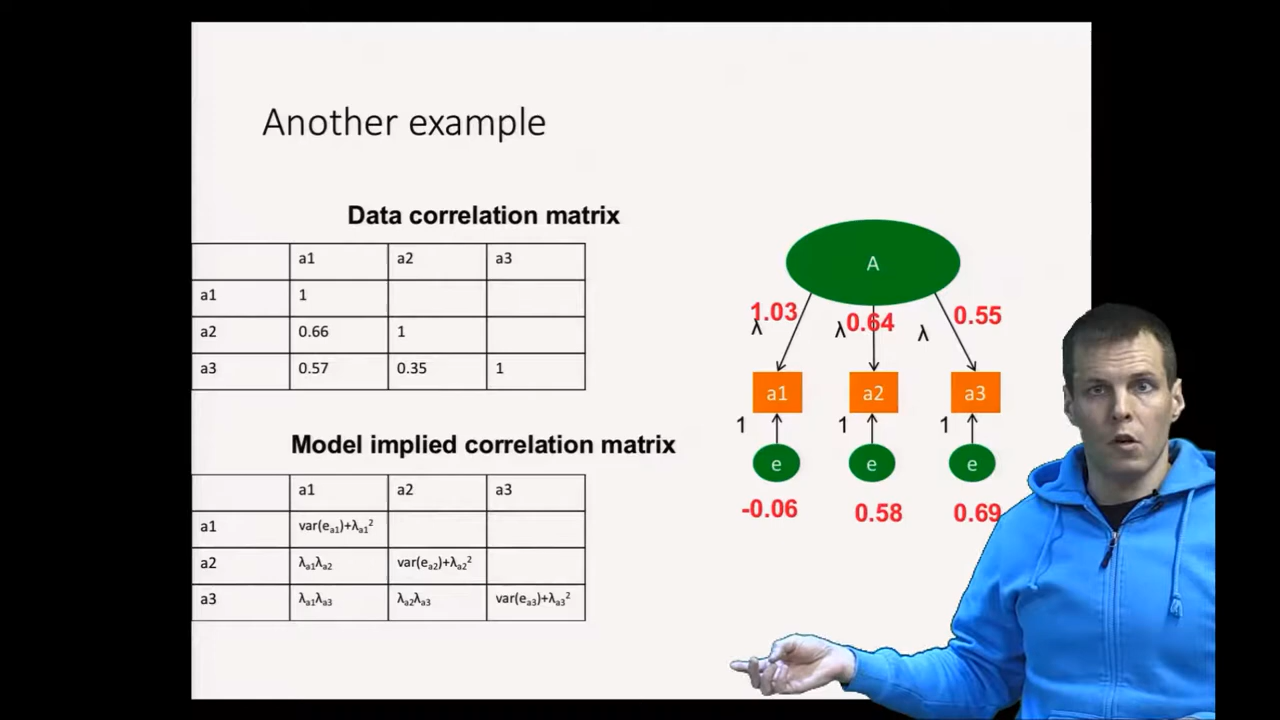 Another example
Data correlation matrix
a1 a2 a3
a1 1
a2 0.66 1
a3 0.57 0.35 1
Model implied correlation matrix
a1 a2 a3
a1 var(eₐ₁)+λₐ₁²
a2 λₐ₁λₐ₂ var(eₐ₂)+λₐ₂²
a3 λₐ₁λₐ₃ λₐ₂λₐ₃ var(eₐ₃)+λₐ₃²
A
1.03 0.64 0.55
λ λ λ
a1 a2 a3
1 1 1
e e e
-0.06 0.58 0.69